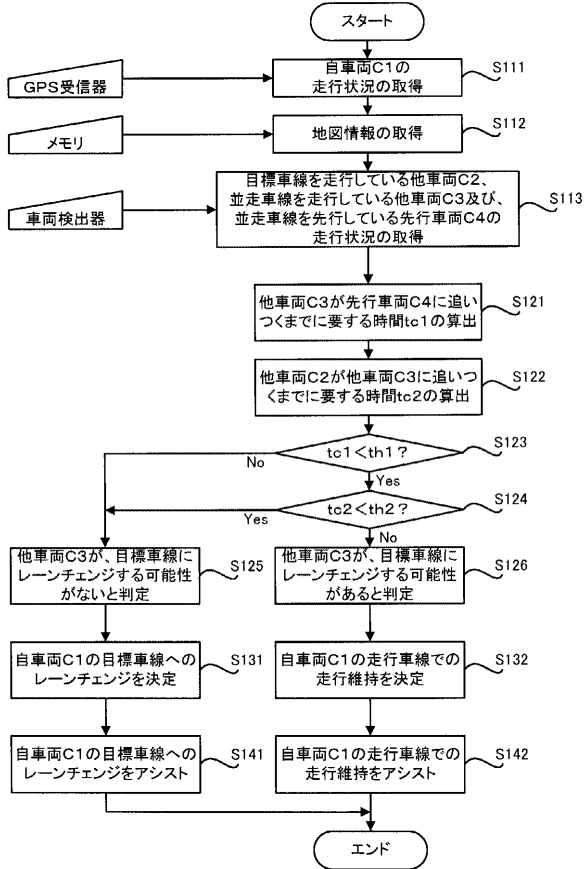 スタート
GPS受信器
自車両C1の
走行状況の取得
S111
メモリ
地図情報の取得
S112
車両検出器
目標車線を走行している他車両C2、
並走車線を走行している他車両C3及び、
並走車線を先行している先行車両C4の
走行状況の取得
S113
他車両C3が先行車両C4に追い
つくまでに要する時間tc1の算出
S121
他車両C2が他車両C3に追いつ
くまでに要する時間tc2の算出
S122
tc1<th1?
S123
No
Yes
tc2<th2?
S124
Yes
No
他車両C3が、目標車線に
レーンチェンジする可能性
がないと判定
S125
他車両C3が、目標車線に
レーンチェンジする可能性
があると判定
S126
自車両C1の目標車線への
レーンチェンジを決定
S131
自車両C1の走行車線での
走行維持を決定
S132
自車両C1の目標車線への
レーンチェンジをアシスト
S141
自車両C1の走行車線での
走行維持をアシスト
S142
エンド